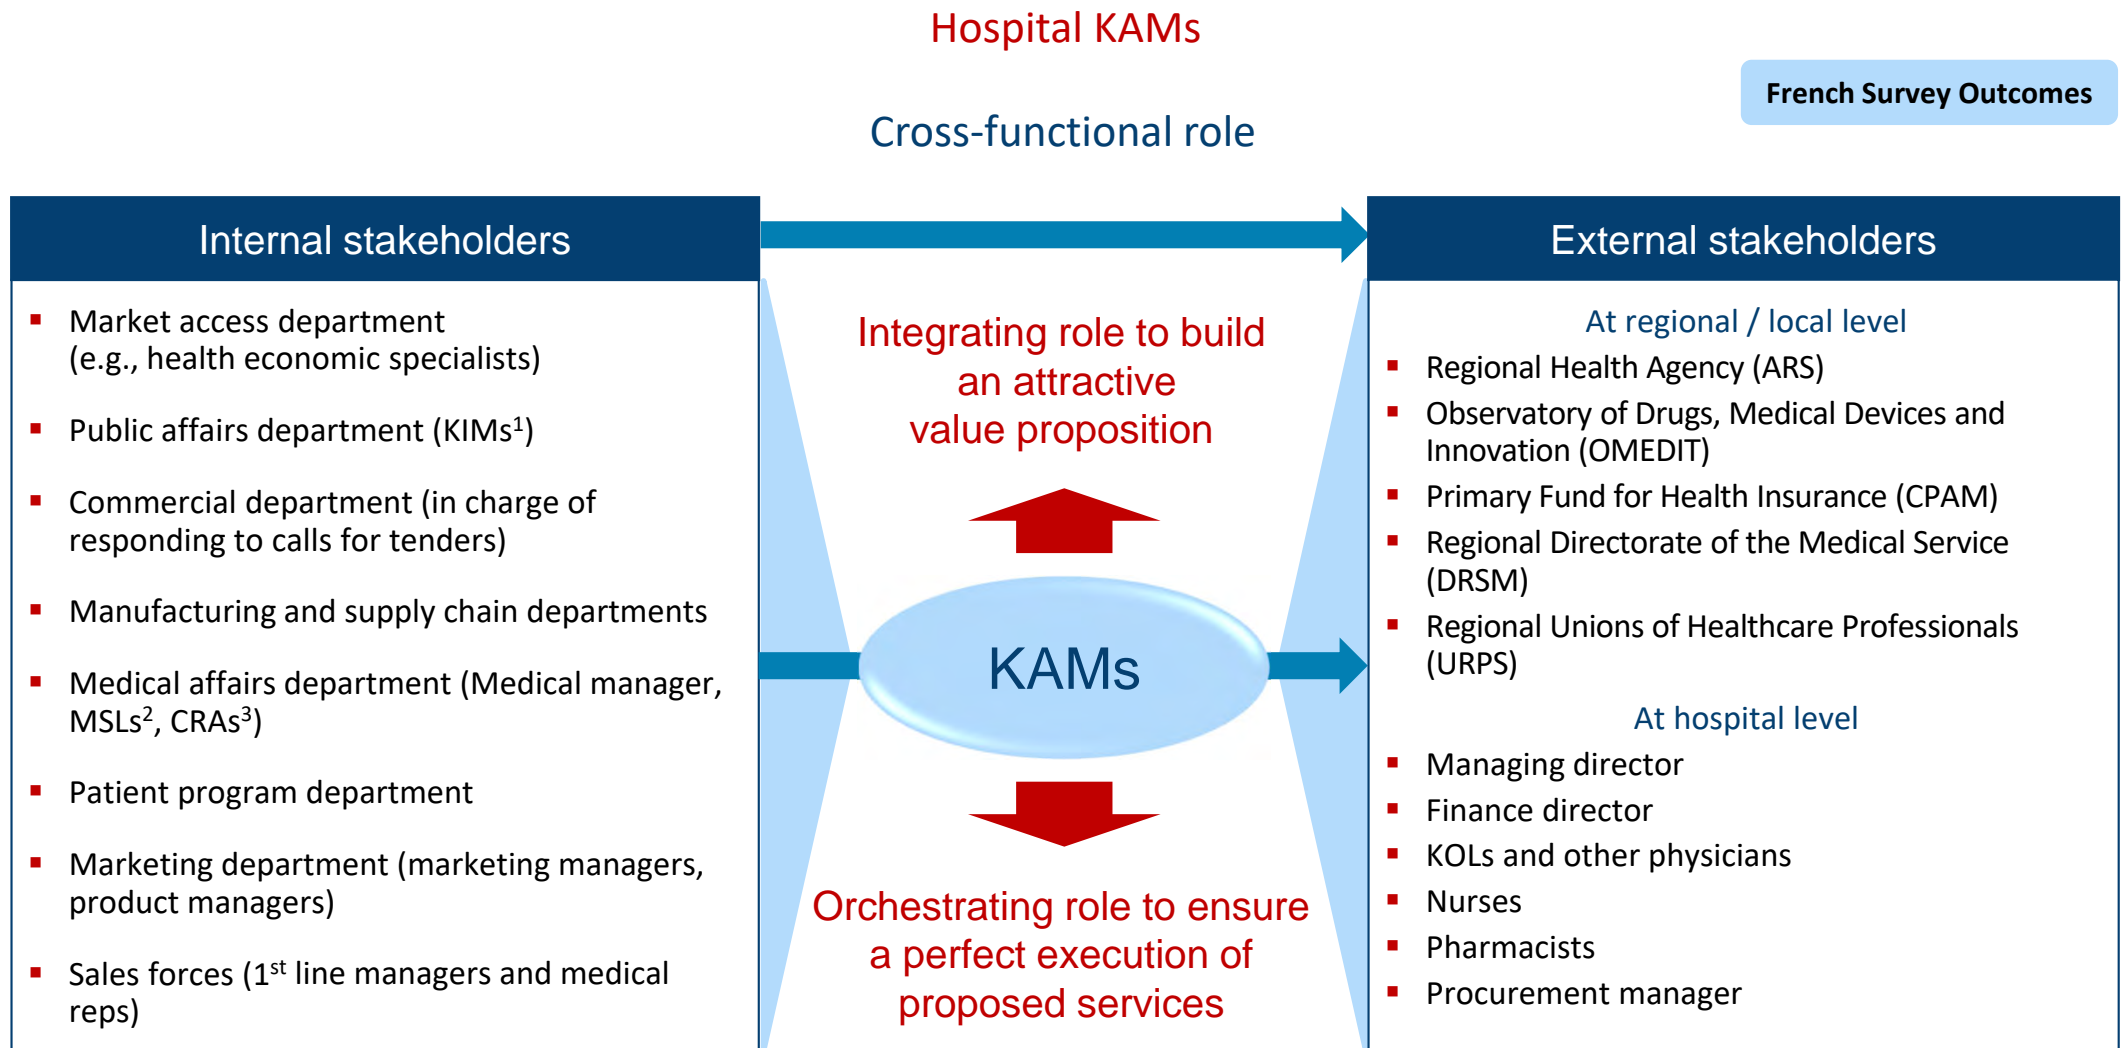 Hospital KAMs
French Survey Outcomes
Cross-functional role
Internal stakeholders
▪ Market access department
(e.g., health economic specialists)
▪ Public affairs department (KIMs¹)
▪ Commercial department (in charge of
responding to calls for tenders)
▪ Manufacturing and supply chain departments
▪ Medical affairs department (Medical manager,
MSLs², CRAs³)
▪ Patient program department
▪ Marketing department (marketing managers,
product managers)
▪ Sales forces (1st line managers and medical
reps)
Integrating role to build
an attractive
value proposition
KAMs
Orchestrating role to ensure
a perfect execution of
proposed services
External stakeholders
At regional / local level
▪ Regional Health Agency (ARS)
▪ Observatory of Drugs, Medical Devices and
Innovation (OMEDIT)
▪ Primary Fund for Health Insurance (CPAM)
▪ Regional Directorate of the Medical Service
(DRSM)
▪ Regional Unions of Healthcare Professionals
(URPS)
At hospital level
▪ Managing director
▪ Finance director
▪ KOLs and other physicians
▪ Nurses
▪ Pharmacists
▪ Procurement manager